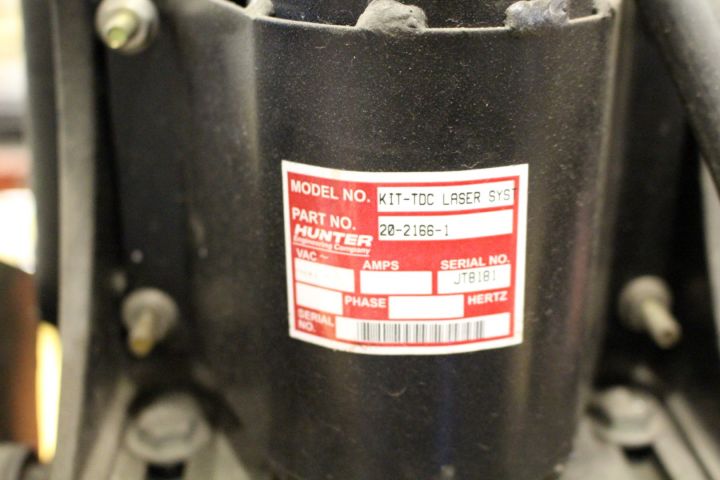 MODEL NO. KIT-TDC LASER SYST
PART NO. 20-2166-1
HUNTER
Engineering Company
VAC ~ AMPS SERIAL NO.
JTB181
PHASE HERTZ
SERIAL NO.